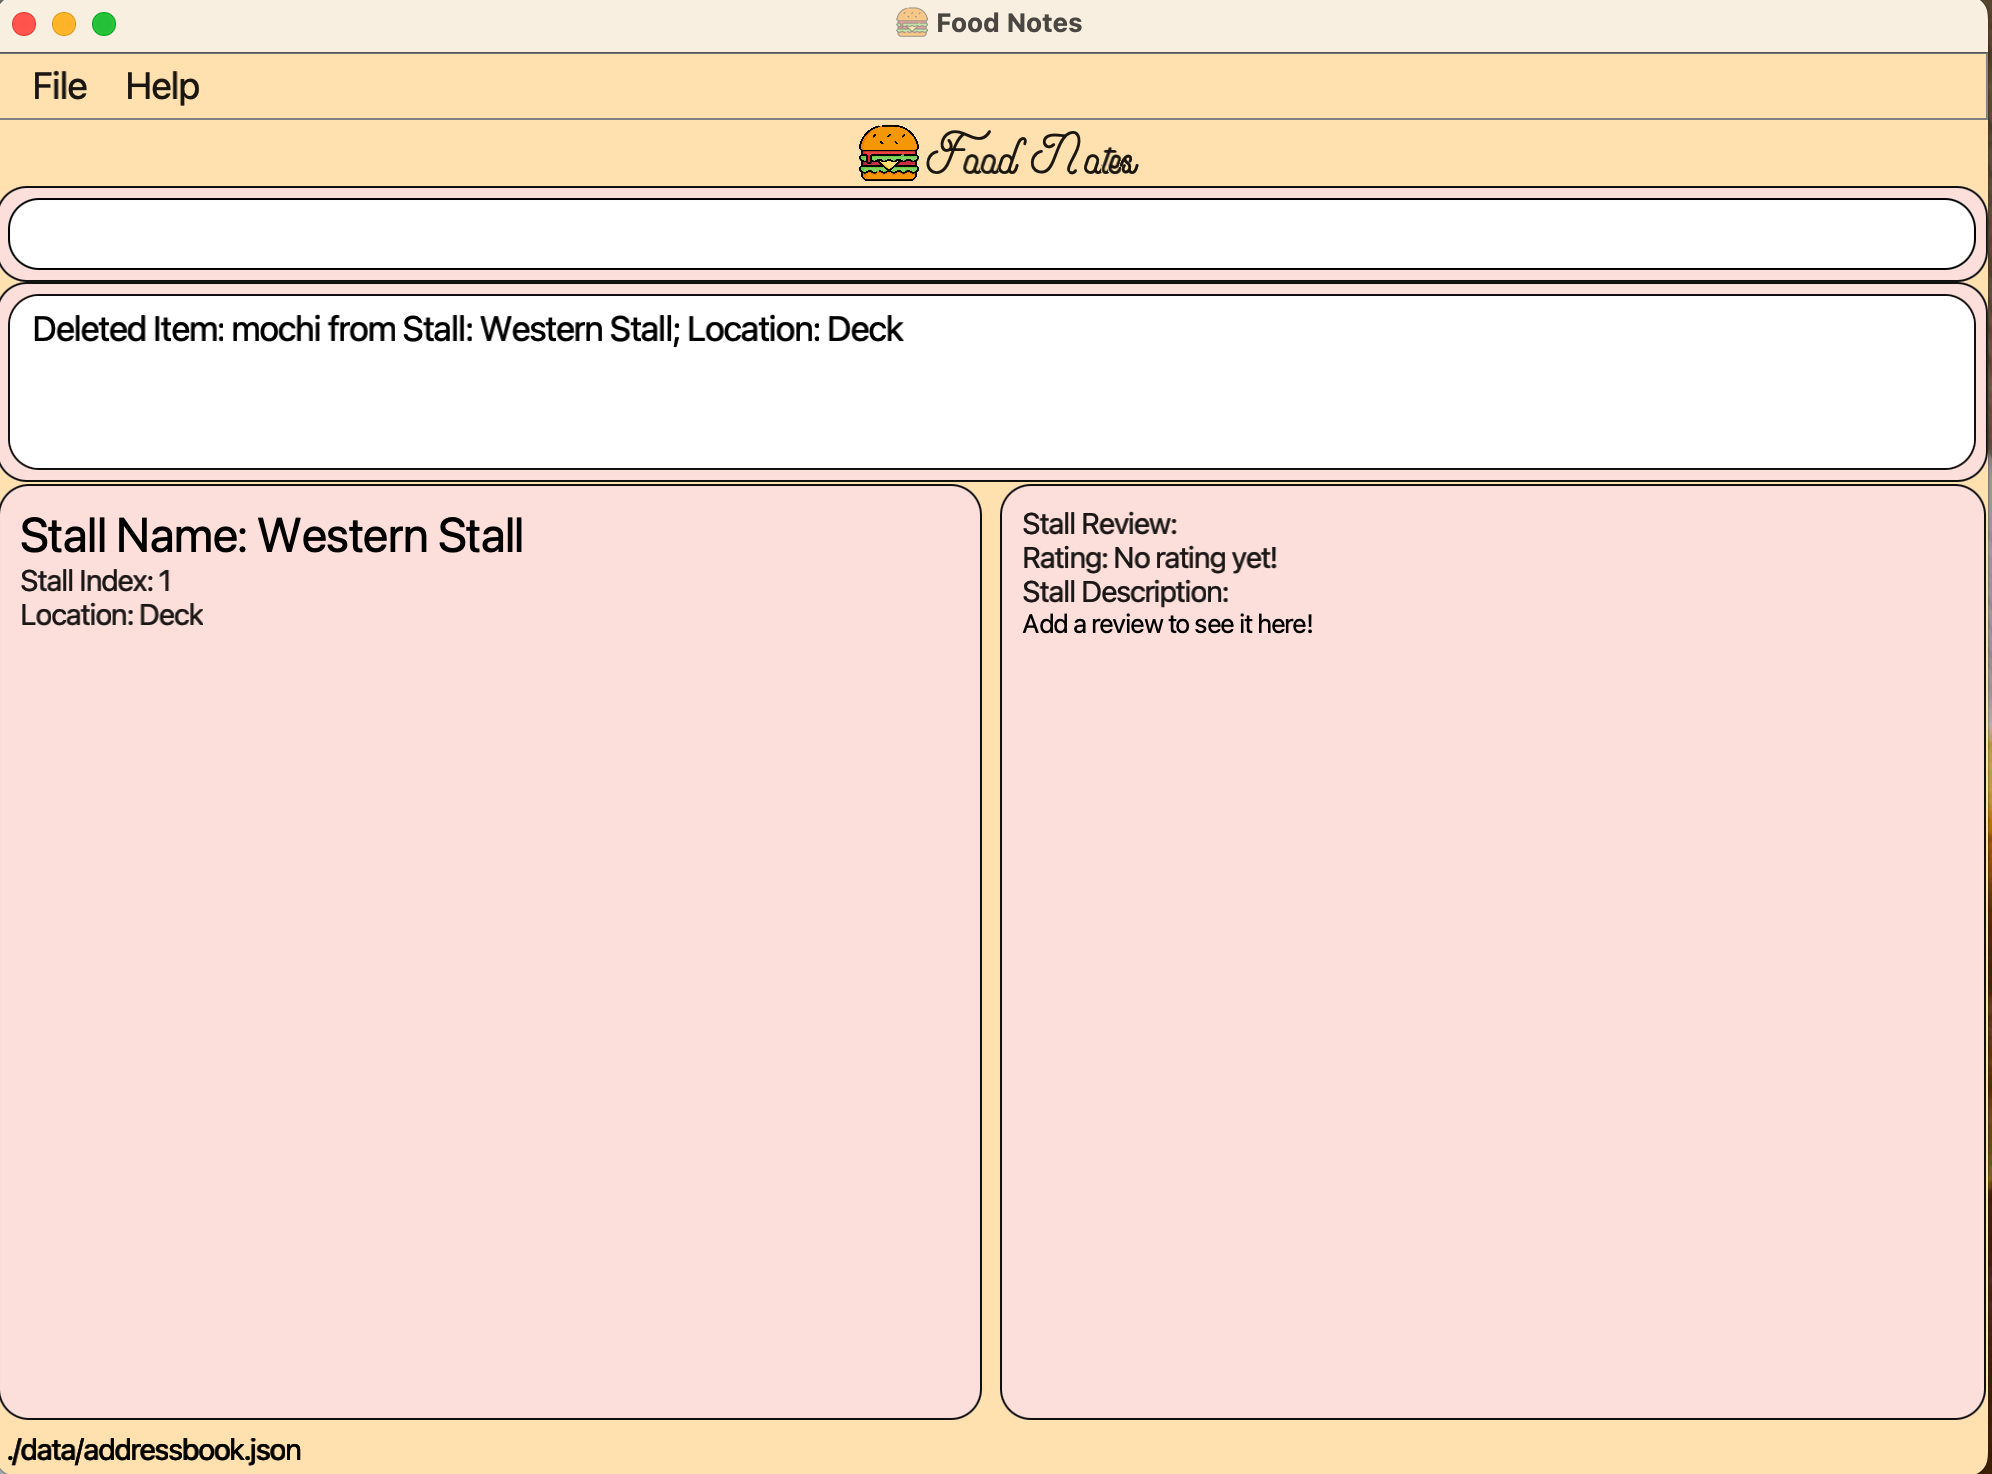 Food Notes
File Help
Food Notes
Deleted Item: mochi from Stall: Western Stall; Location: Deck
Stall Name: Western Stall
Stall Index: 1
Location: Deck
Stall Review:
Rating: No rating yet!
Stall Description:
Add a review to see it here!
./data/addressbook.json